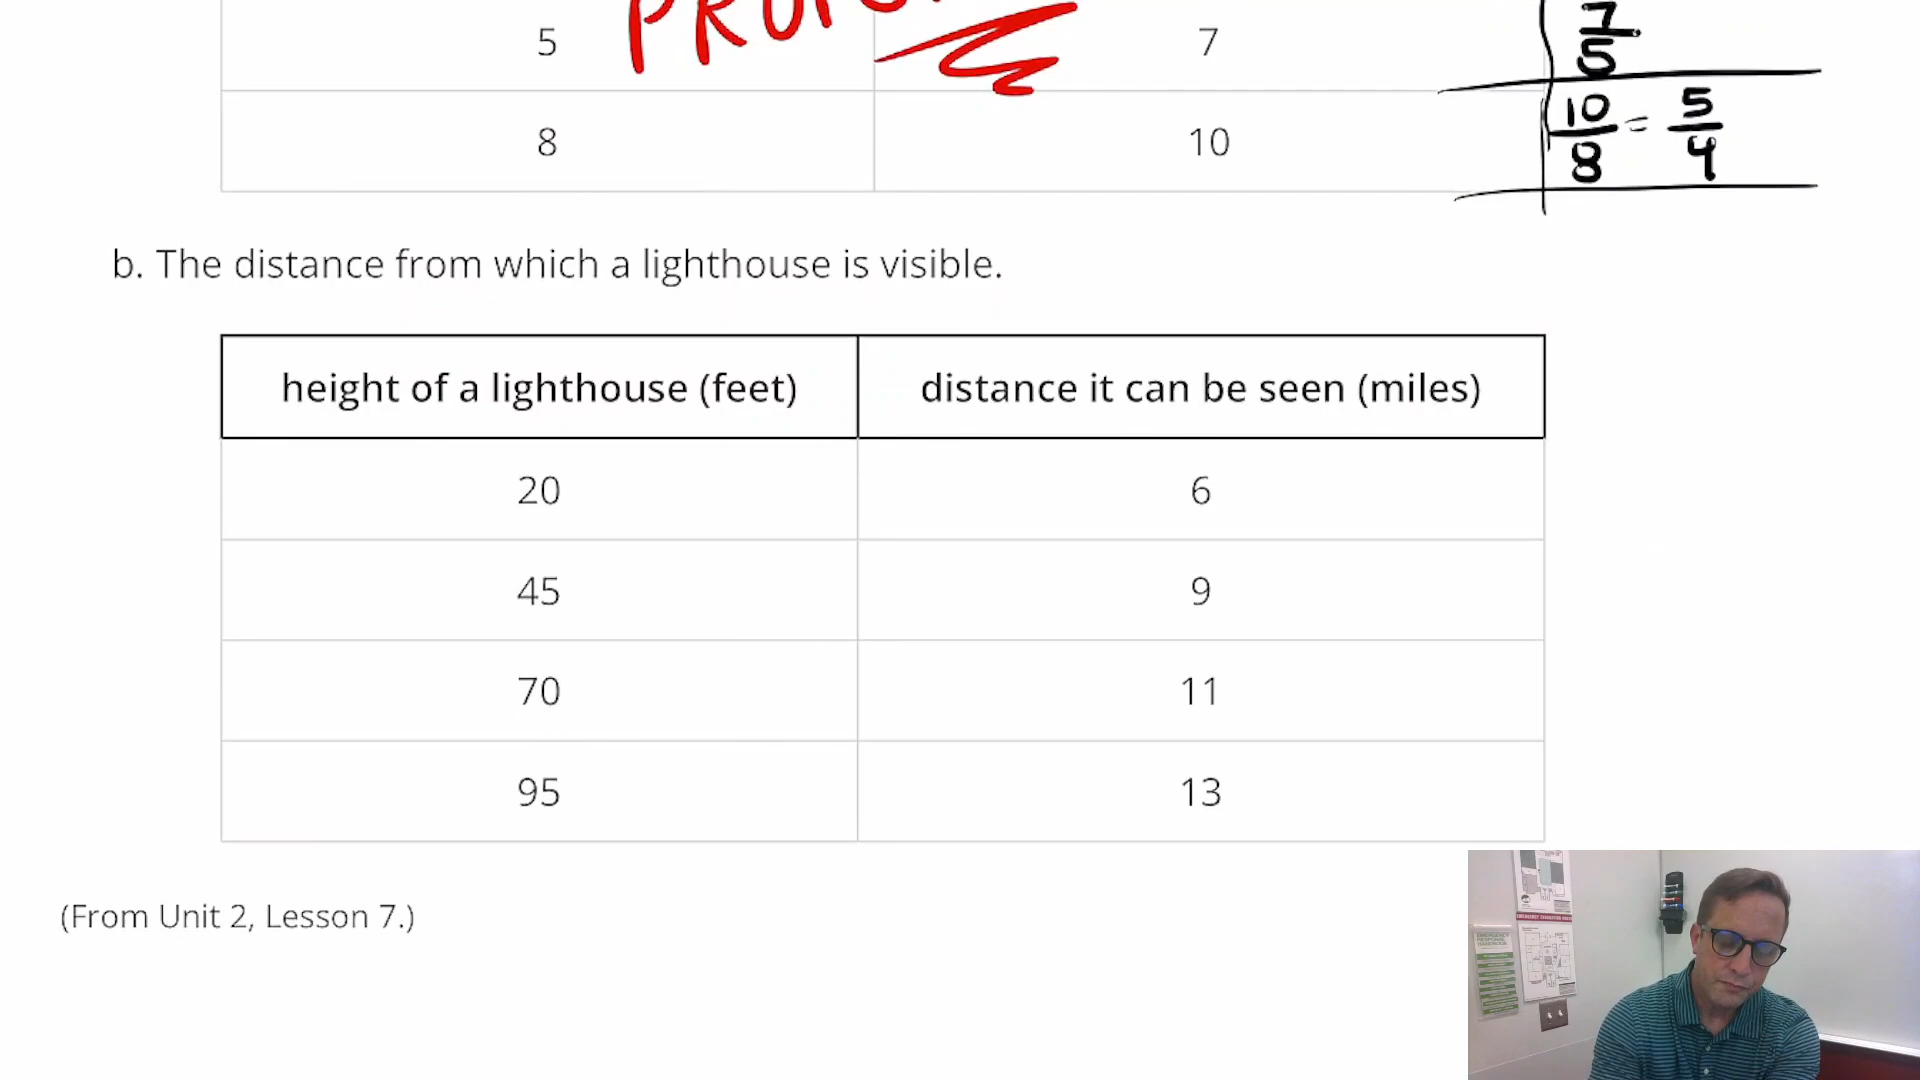 5 7
7/5
8 10
10/8 = 5/4
b. The distance from which a lighthouse is visible.
height of a lighthouse (feet) distance it can be seen (miles)
20 6
45 9
70 11
95 13
(From Unit 2, Lesson 7.)